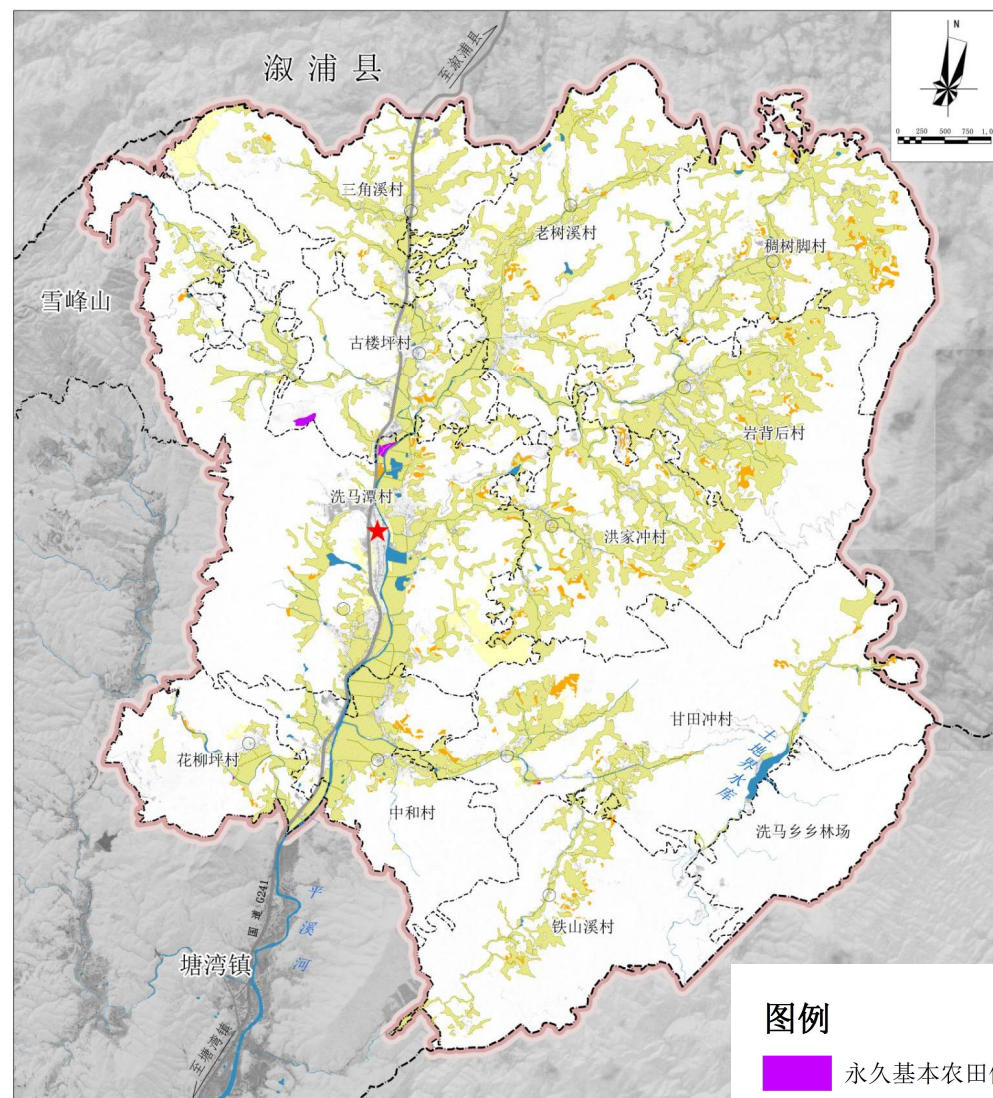 N
0 250 500 750 1,0
溆浦县
至溆浦县
三角溪村
老树溪村
稠树脚村
雪峰山
古楼坪村
岩背后村
洗马潭村
洪家冲村
甘田冲村
土地界水库
花柳坪村
中和村
洗马乡乡林场
国道 G241
平溪河
铁山溪村
塘湾镇
至塘湾镇
图例
永久基本农田